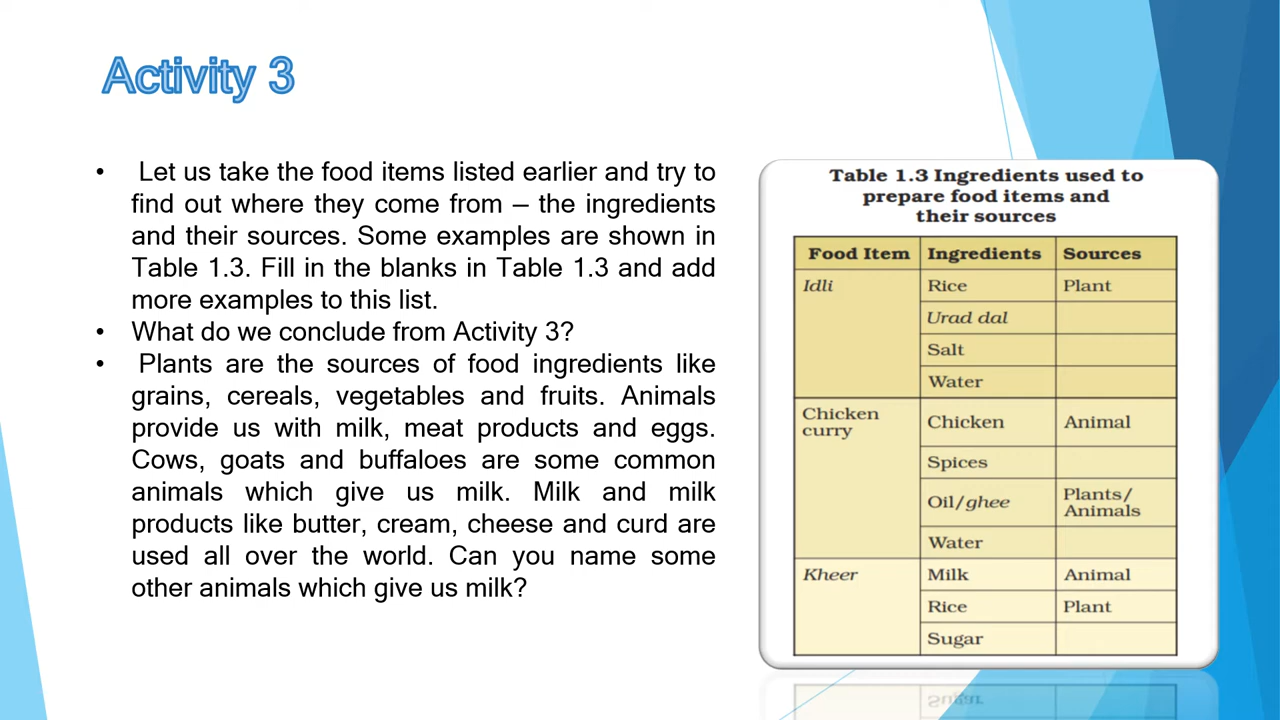 Activity 3
• Let us take the food items listed earlier and try to
find out where they come from – the ingredients
and their sources. Some examples are shown in
Table 1.3. Fill in the blanks in Table 1.3 and add
more examples to this list.
• What do we conclude from Activity 3?
• Plants are the sources of food ingredients like
grains, cereals, vegetables and fruits. Animals
provide us with milk, meat products and eggs.
Cows, goats and buffaloes are some common
animals which give us milk. Milk and milk
products like butter, cream, cheese and curd are
used all over the world. Can you name some
other animals which give us milk?
Table 1.3 Ingredients used to
prepare food items and
their sources
Food Item Ingredients Sources
Idli Rice Plant
Urad dal
Salt
Water
Chicken
curry Chicken Animal
Spices
Oil/ghee Plants/
Animals
Water
Kheer Milk Animal
Rice Plant
Sugar